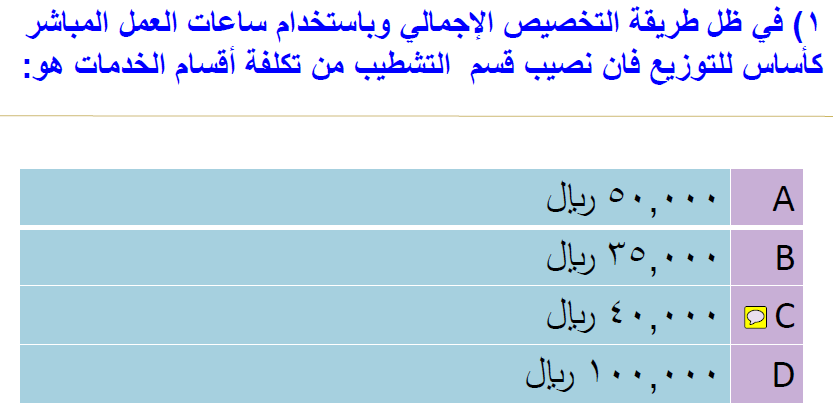 ١) في ظل طريقة التخصيص الإجمالي وباستخدام ساعات العمل المباشر
كأساس للتوزيع فان نصيب قسم التشطيب من تكلفة أقسام الخدمات هو:
A ٥٠,٠٠٠ ريال
B ٣٥,٠٠٠ ريال
C ٤٠,٠٠٠ ريال
D ١٠٠,٠٠٠ ريال